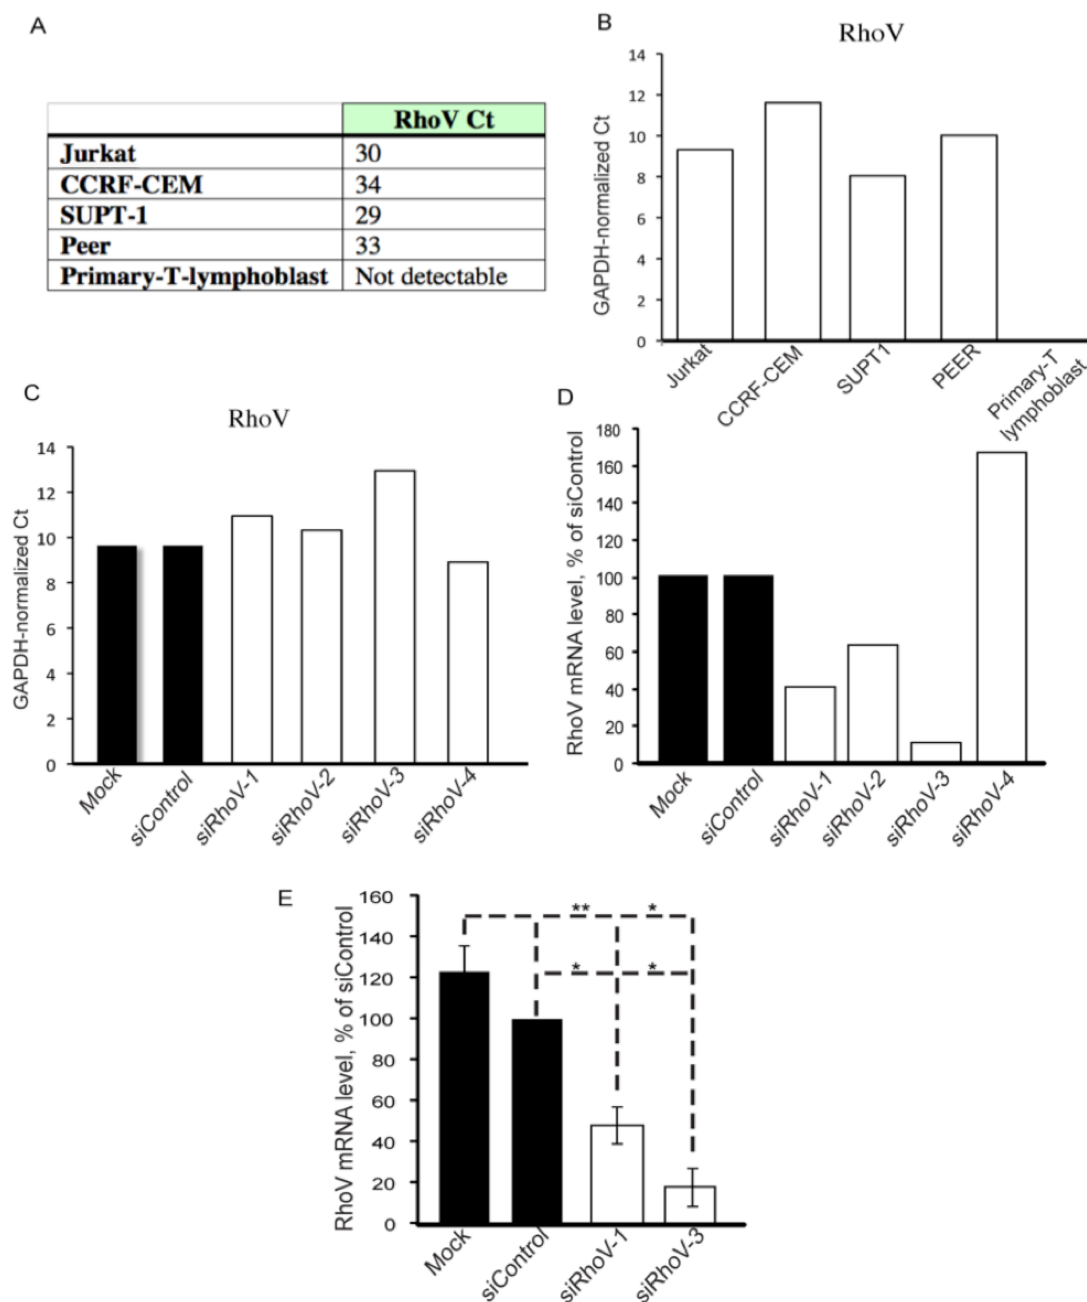 A
RhoV Ct
Jurkat 30
CCRF-CEM 34
SUPT-1 29
Peer 33
Primary-T-lymphoblast Not detectable
B
RhoV
GAPDH-normalized Ct
14
12
10
8
6
4
2
0
Jurkat
CCRF-CEM
SUPT1
PEER
Primary-T
lymphoblast
C
RhoV
GAPDH-normalized Ct
14
12
10
8
6
4
2
0
Mock
siControl
siRhoV-1
siRhoV-2
siRhoV-3
siRhoV-4
D
RhoV mRNA level, % of siControl
180
160
140
120
100
80
60
40
20
0
Mock
siControl
siRhoV-1
siRhoV-2
siRhoV-3
siRhoV-4
E
RhoV mRNA level, % of siControl
160
140
120
100
80
60
40
20
0
** *
* *
Mock
siControl
siRhoV-1
siRhoV-3